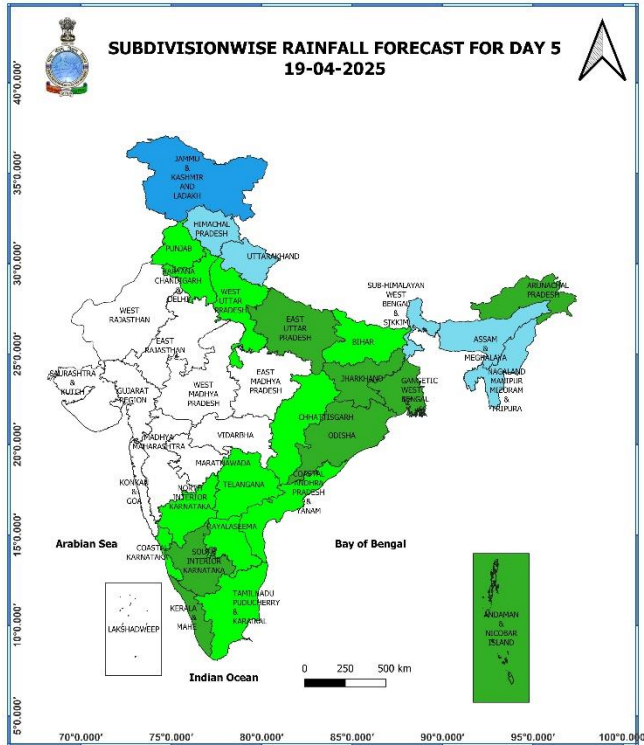 SUBDIVISIONWISE RAINFALL FORECAST FOR DAY 5
19-04-2025
40°0.000'
35°0.000'
30°0.000'
25°0.000'
20°0.000'
15°0.000'
10°0.000'
5°0.000'
JAMMU
&
KASHMIR
AND
LADAKH
HIMACHAL
PRADESH
UTTARAKHAND
PUNJAB
HARYANA
CHANDIGARH
&
DELHI
WEST
UTTAR
PRADESH
WEST
RAJASTHAN
EAST
RAJASTHAN
EAST
UTTAR
PRADESH
BIHAR
SUB-HIMALAYAN
WEST
BENGAL
&
SIKKIM
ARUNACHAL
PRADESH
ASSAM
&
MEGHALAYA
NAGALAND
MANIPUR
MIZORAM
&
TRIPURA
SAURASHTRA
&
KUTCH
GUJARAT
REGION
WEST
MADHYA
PRADESH
EAST
MADHYA
PRADESH
JHARKHAND
GANGETIC
WEST
BENGAL
CHHATTISGARH
ODISHA
MADHYA
MAHARASHTRA
VIDARBHA
MARATHAWADA
KONKAN
&
GOA
NORTH
INTERIOR
KARNATAKA
TELANGANA
COASTAL
ANDHRA
PRADESH
&
YANAM
RAYALASEEMA
COASTAL
KARNATAKA
SOUTH
INTERIOR
KARNATAKA
TAMILNADU
PUDUCHERRY
&
KARAIKAL
KERALA
&
MAHE
LAKSHADWEEP
ANDAMAN
&
NICOBAR
ISLAND
Arabian Sea
Bay of Bengal
Indian Ocean
0 250 500 km
70°0.000' 75°0.000' 80°0.000' 85°0.000' 90°0.000' 95°0.000' 100°0.000'